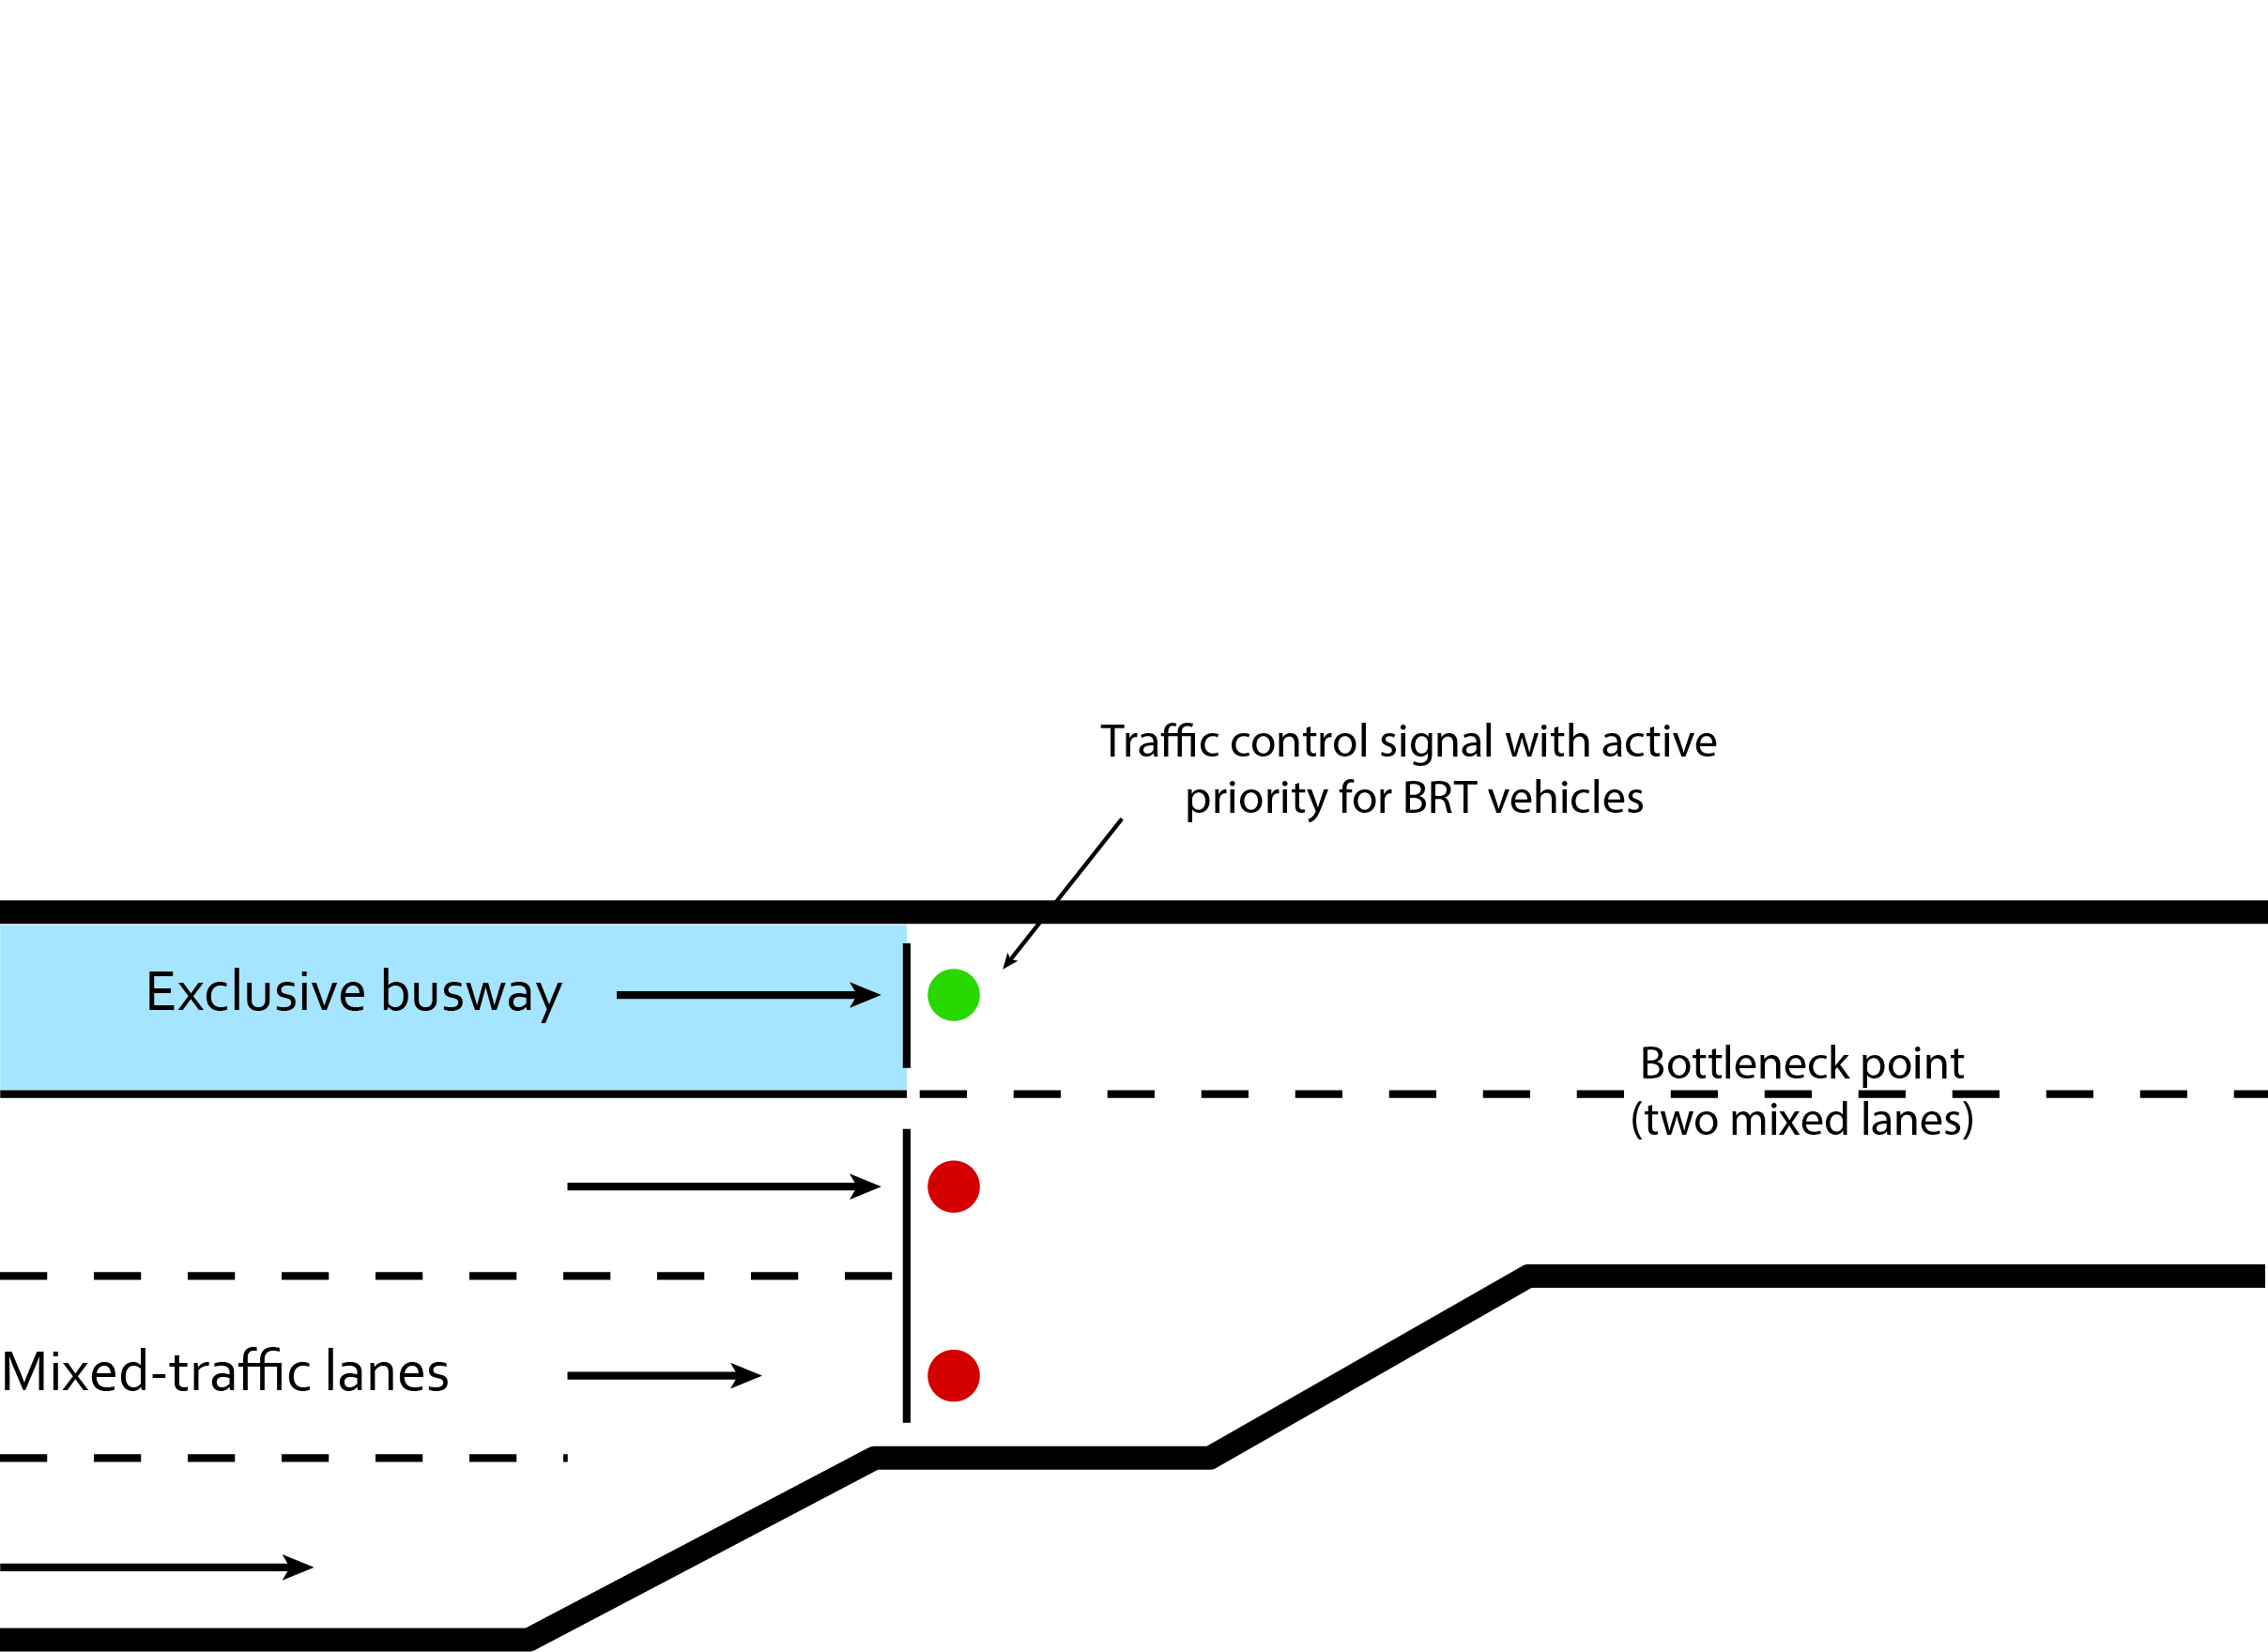 Traffic control signal with active
priority for BRT vehicles
Exclusive busway
Bottleneck point
(two mixed lanes)
Mixed-traffic lanes